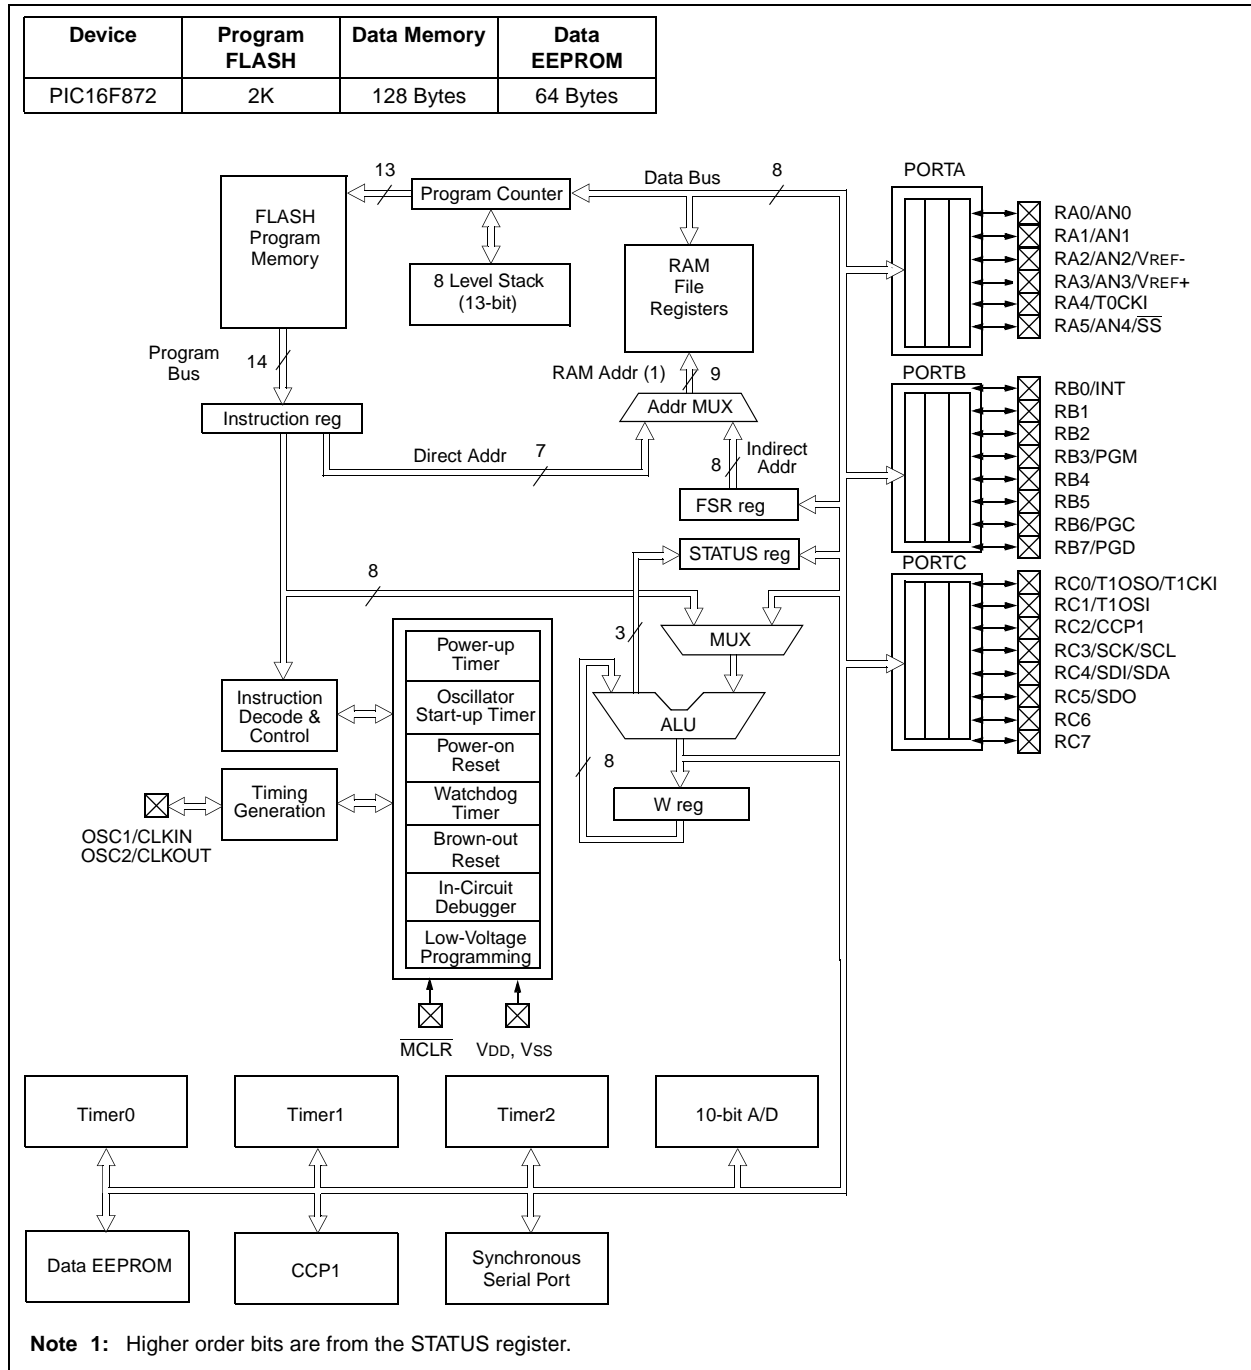 Device Program FLASH Data Memory Data EEPROM
PIC16F872 2K 128 Bytes 64 Bytes
13
Program Counter
Data Bus
8
PORTA
FLASH
Program
Memory
8 Level Stack
(13-bit)
RAM
File
Registers
RA0/AN0
RA1/AN1
RA2/AN2/VREF-
RA3/AN3/VREF+
RA4/T0CKI
RA5/AN4/SS
Program
Bus
14
RAM Addr (1)
9
PORTB
Instruction reg
Addr MUX
Direct Addr
7
8
Indirect
Addr
FSR reg
STATUS reg
RB0/INT
RB1
RB2
RB3/PGM
RB4
RB5
RB6/PGC
RB7/PGD
PORTC
8
3
MUX
RC0/T1OSO/T1CKI
RC1/T1OSI
RC2/CCP1
RC3/SCK/SCL
RC4/SDI/SDA
RC5/SDO
RC6
RC7
Power-up
Timer
Oscillator
Start-up Timer
Power-on
Reset
Watchdog
Timer
Brown-out
Reset
In-Circuit
Debugger
Low-Voltage
Programming
Instruction
Decode &
Control
ALU
8
W reg
Timing
Generation
OSC1/CLKIN
OSC2/CLKOUT
MCLR
VDD, VSS
Timer0
Timer1
Timer2
10-bit A/D
Data EEPROM
CCP1
Synchronous
Serial Port
Note 1: Higher order bits are from the STATUS register.